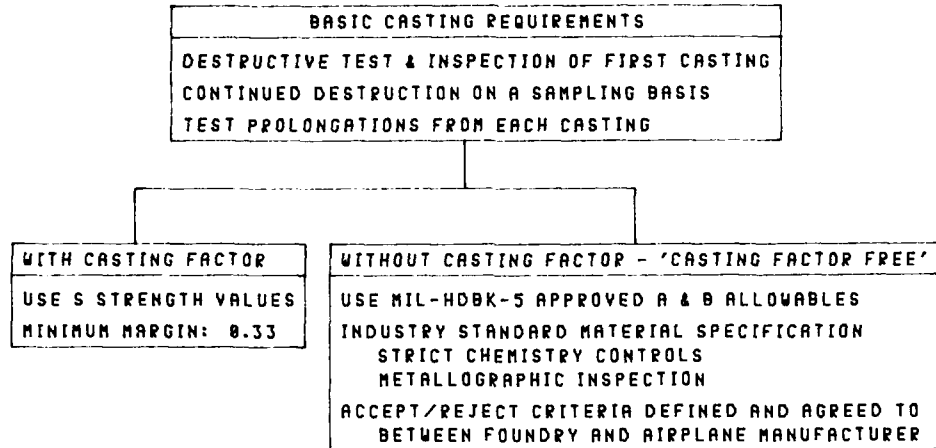 BASIC CASTING REQUIREMENTS
DESTRUCTIVE TEST & INSPECTION OF FIRST CASTING
CONTINUED DESTRUCTION ON A SAMPLING BASIS
TEST PROLONGATIONS FROM EACH CASTING
WITH CASTING FACTOR
USE S STRENGTH VALUES
MINIMUM MARGIN: 0.33
WITHOUT CASTING FACTOR - 'CASTING FACTOR FREE'
USE MIL-HDBK-5 APPROVED A & B ALLOWABLES
INDUSTRY STANDARD MATERIAL SPECIFICATION
STRICT CHEMISTRY CONTROLS
METALLOGRAPHIC INSPECTION
ACCEPT/REJECT CRITERIA DEFINED AND AGREED TO
BETWEEN FOUNDRY AND AIRPLANE MANUFACTURER